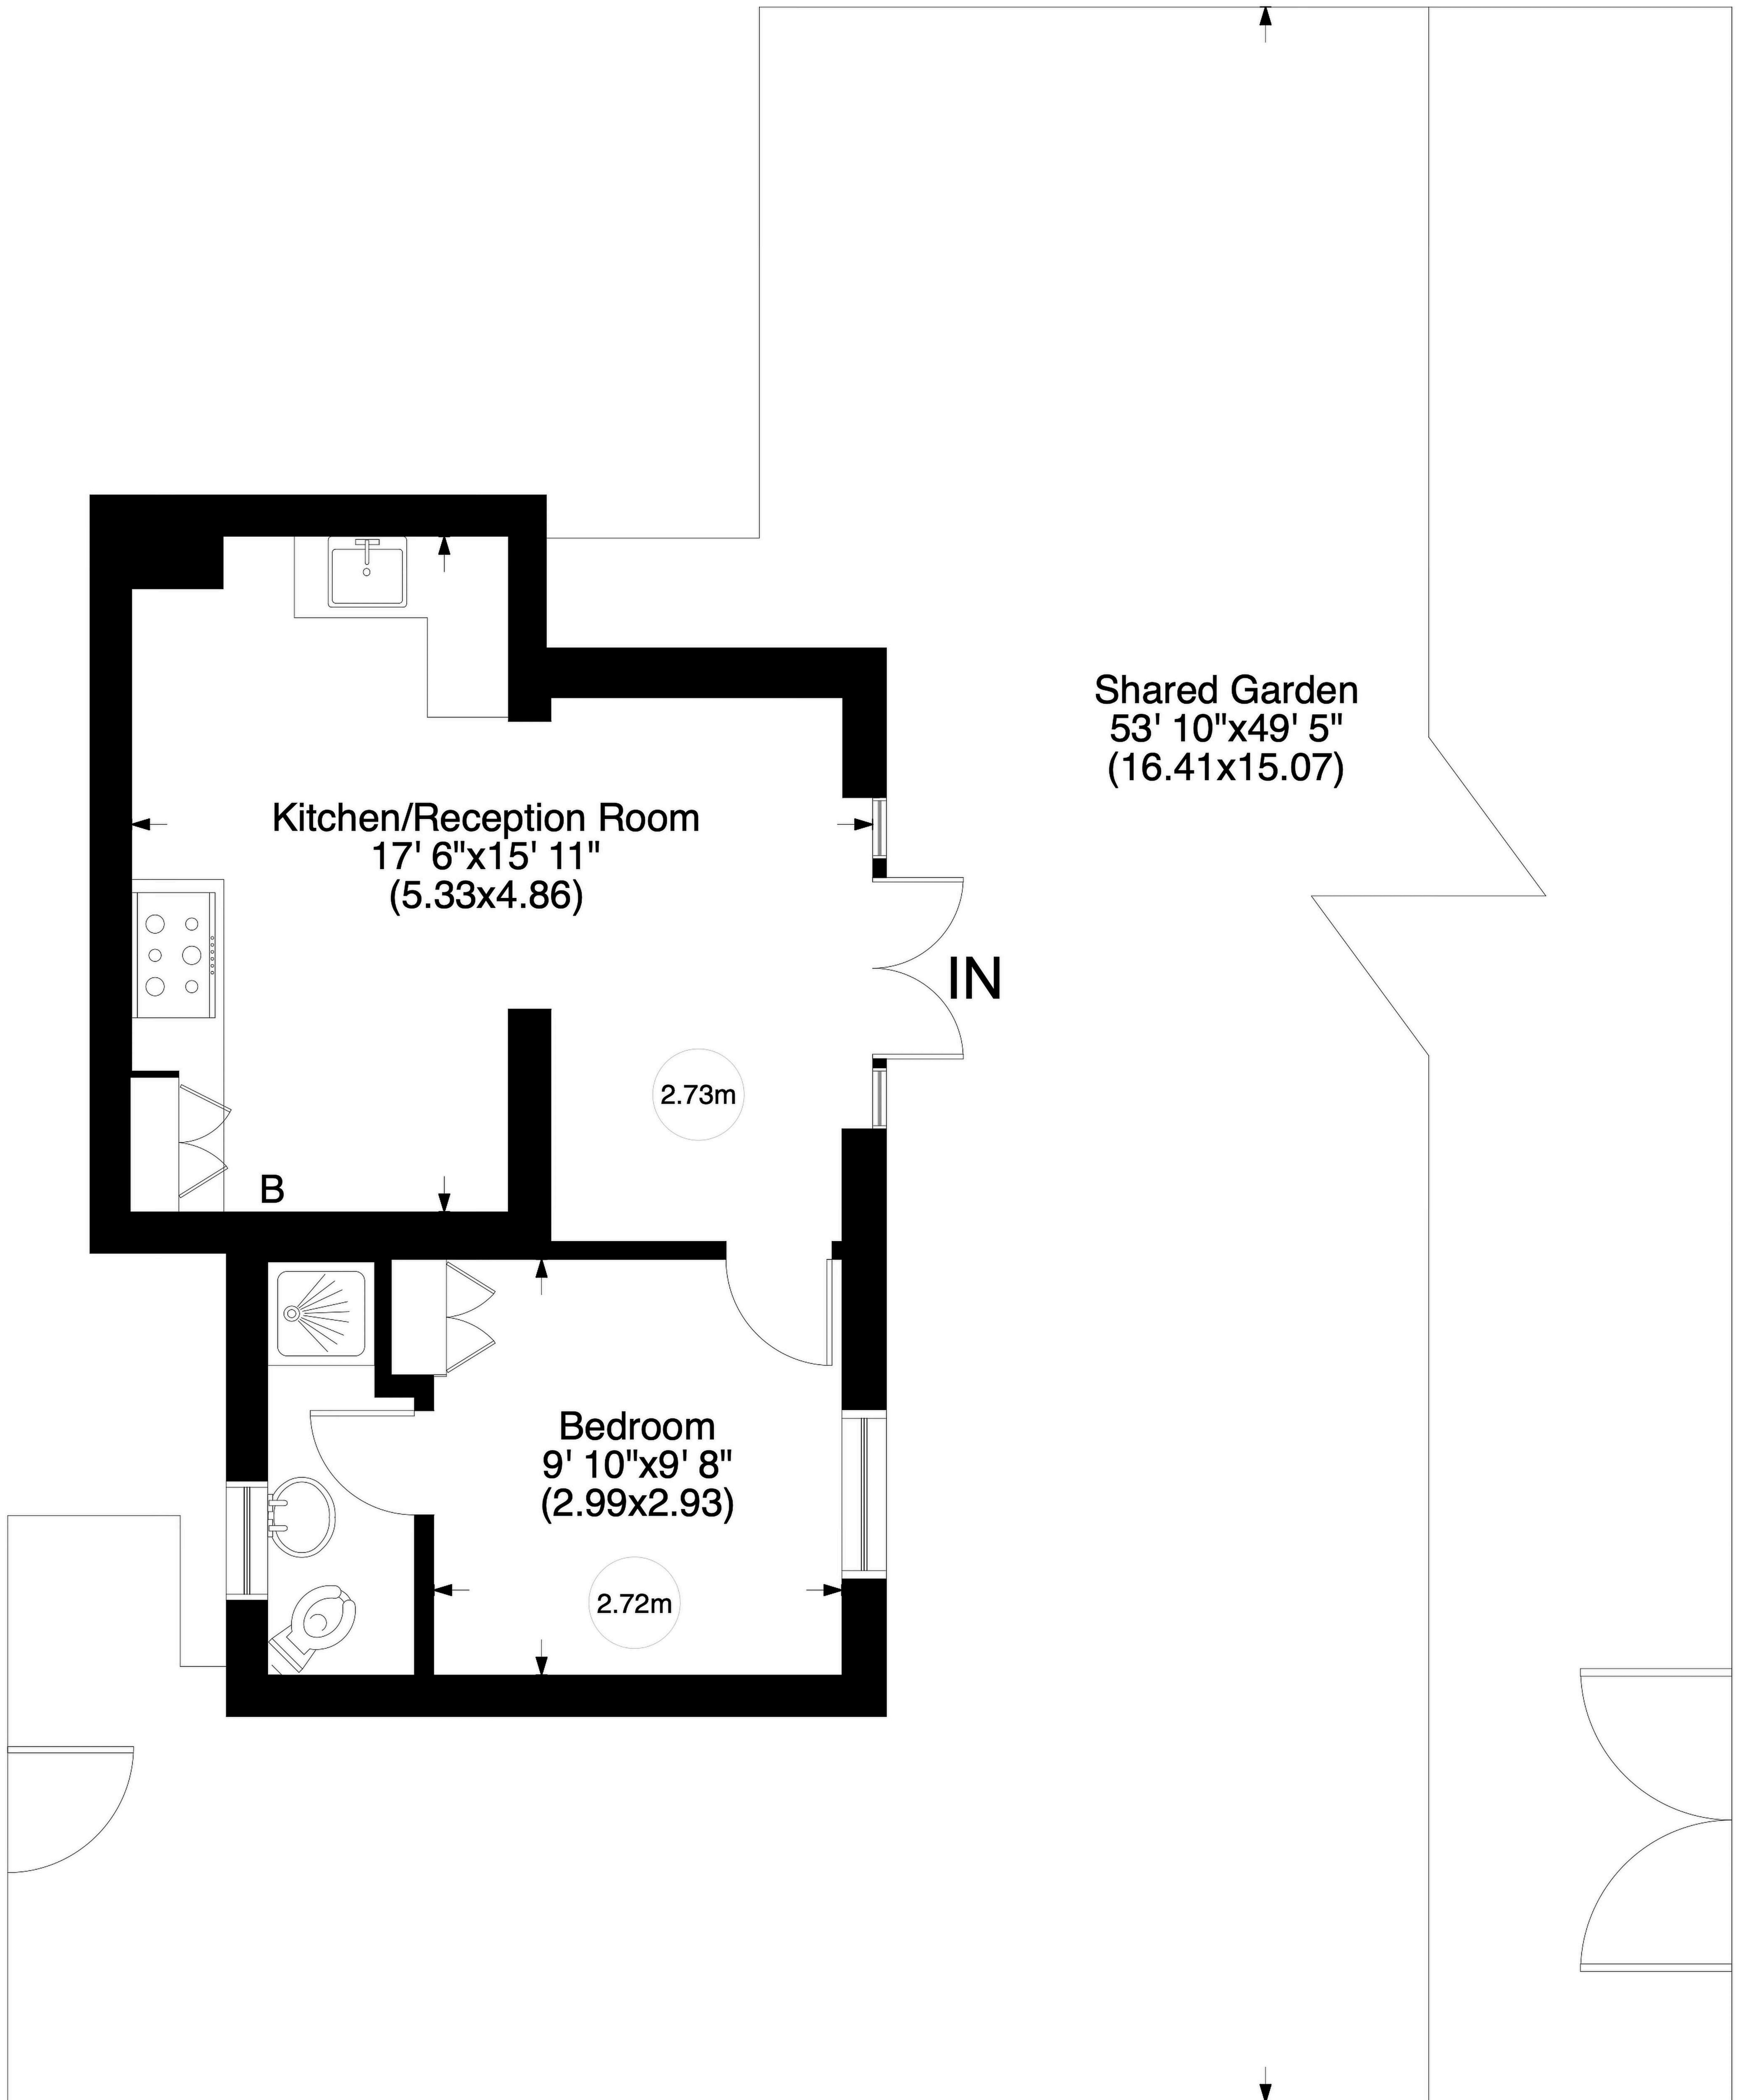 Shared Garden
53' 10"x49' 5"
(16.41x15.07)
Kitchen/Reception Room
17' 6"x15' 11"
(5.33x4.86)
IN
2.73m
B
Bedroom
9' 10"x9' 8"
(2.99x2.93)
2.72m